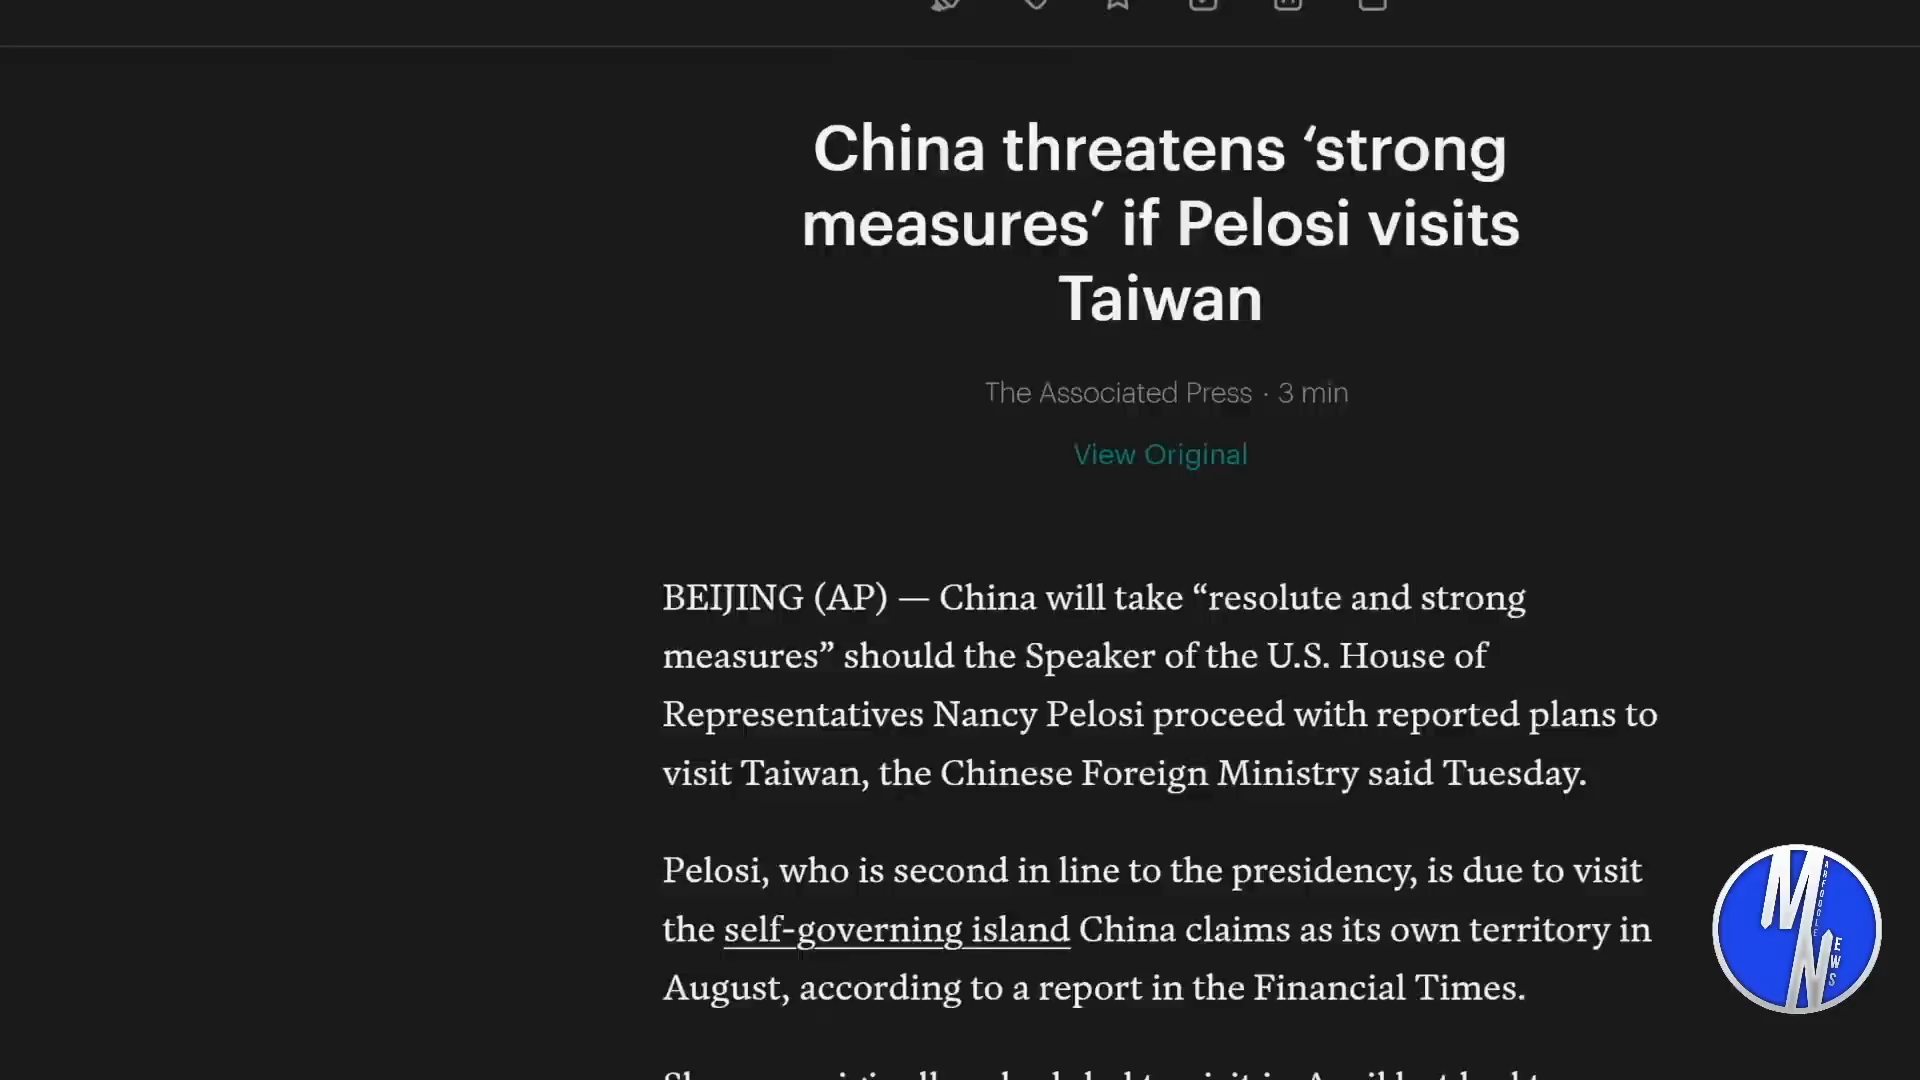 China threatens ‘strong
measures’ if Pelosi visits
Taiwan
The Associated Press · 3 min
View Original
BEIJING (AP) — China will take “resolute and strong
measures” should the Speaker of the U.S. House of
Representatives Nancy Pelosi proceed with reported plans to
visit Taiwan, the Chinese Foreign Ministry said Tuesday.
Pelosi, who is second in line to the presidency, is due to visit
the self-governing island China claims as its own territory in
August, according to a report in the Financial Times.
M
NEWS